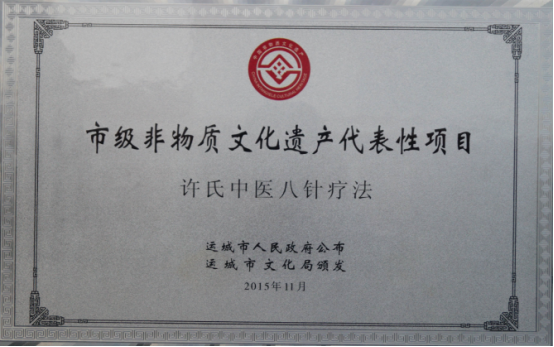 市级非物质文化遗产代表性项目
许氏中医八针疗法
运城市人民政府公布
运城市文化局颁发
2015年11月